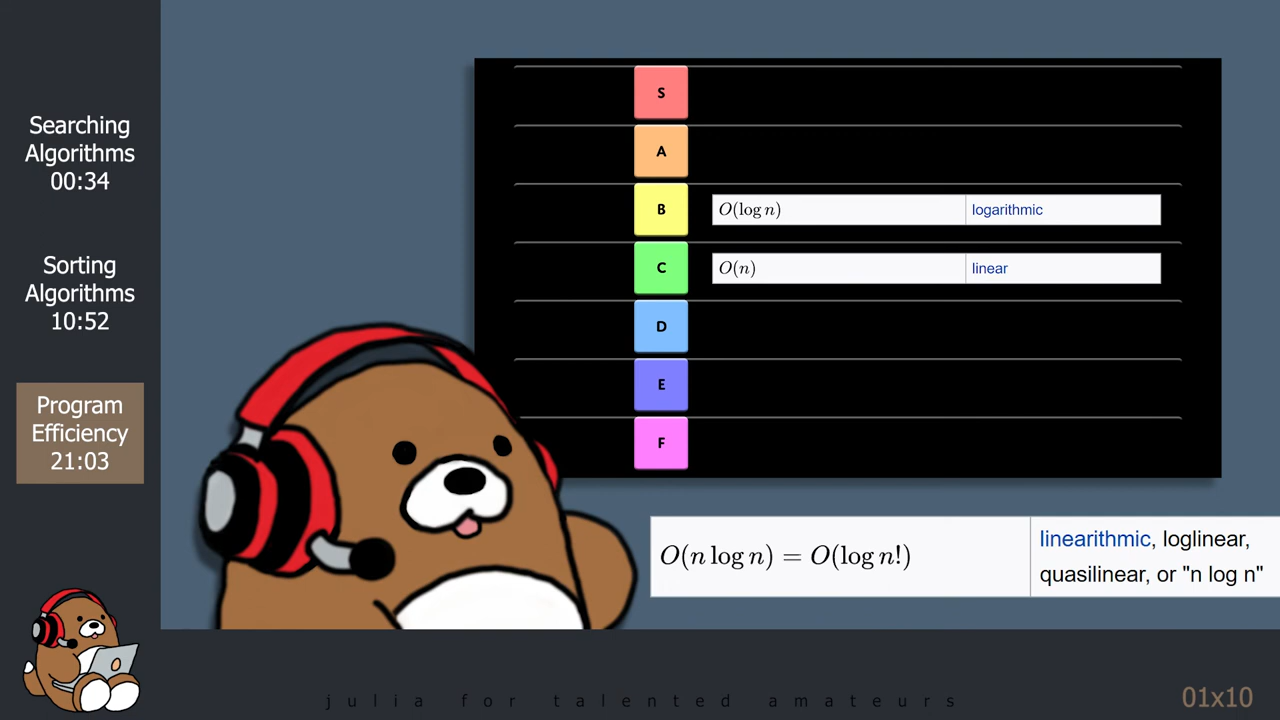 Searching
Algorithms
00:34
Sorting
Algorithms
10:52
Program
Efficiency
21:03
S
A
B
O(log n)
logarithmic
C
O(n)
linear
D
E
F
O(n log n) = O(log n!)
linearithmic, loglinear,
quasilinear, or "n log n"
julia for talented amateurs
01x10